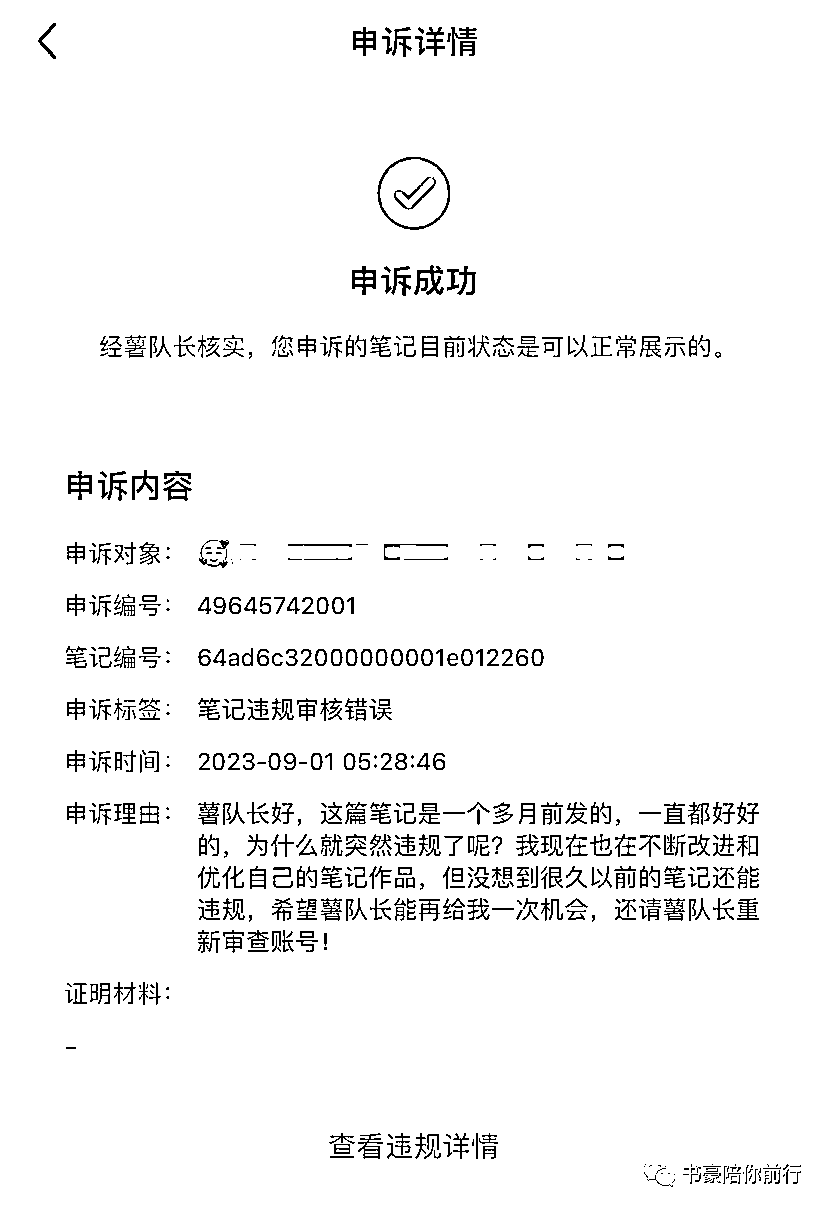 申诉详情
申诉成功
经薯队长核实，您申诉的笔记目前状态是可以正常展示的。
申诉内容
申诉对象：
申诉编号： 49645742001
笔记编号： 64ad6c32000000001e012260
申诉标签： 笔记违规审核错误
申诉时间： 2023-09-01 05:28:46
申诉理由： 薯队长好，这篇笔记是一个多月前发的，一直都好好
的，为什么就突然违规了呢？我现在也在不断改进和
优化自己的笔记作品，但没想到很久以前的笔记还能
违规，希望薯队长能再给我一次机会，还请薯队长重
新审查账号！
证明材料：
–
查看违规详情
书豪陪你前行